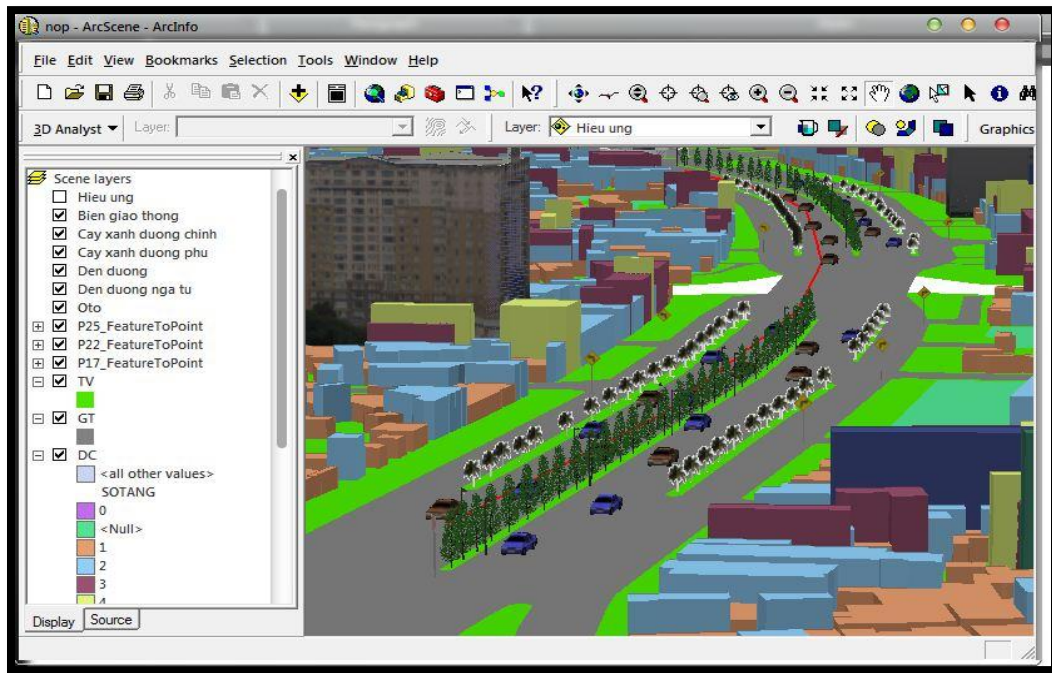 nop - ArcScene - ArcInfo
File Edit View Bookmarks Selection Tools Window Help
3D Analyst Layer: Layer: Hieu ung Graphics
Scene layers
Hieu ung
Bien giao thong
Cay xanh duong chinh
Cay xanh duong phu
Den duong
Den duong nga tu
Oto
P25_FeatureToPoint
P22_FeatureToPoint
P17_FeatureToPoint
TV
GT
DC
<all other values>
SOTANG
0
<Null>
1
2
3
4
Display Source